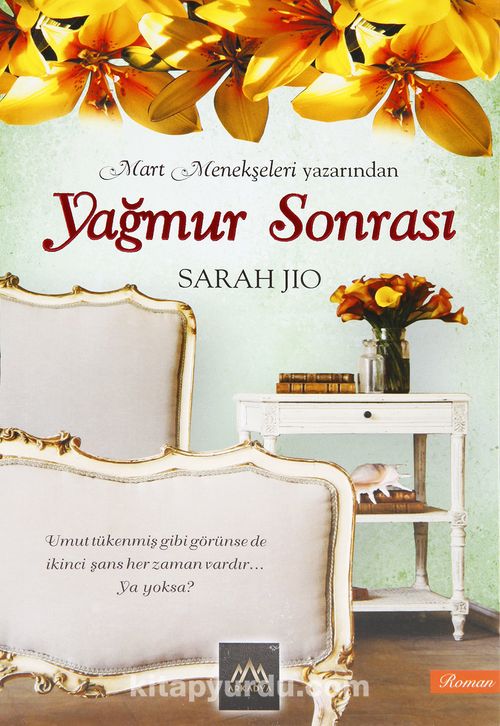 Mart Menekşeleri yazarından
Yağmur Sonrası
SARAH JIO
Umut tükenmiş gibi görünse de
ikinci şans her zaman vardır...
Ya yoksa?
ARKADYA
kitapyurdu.com
Roman